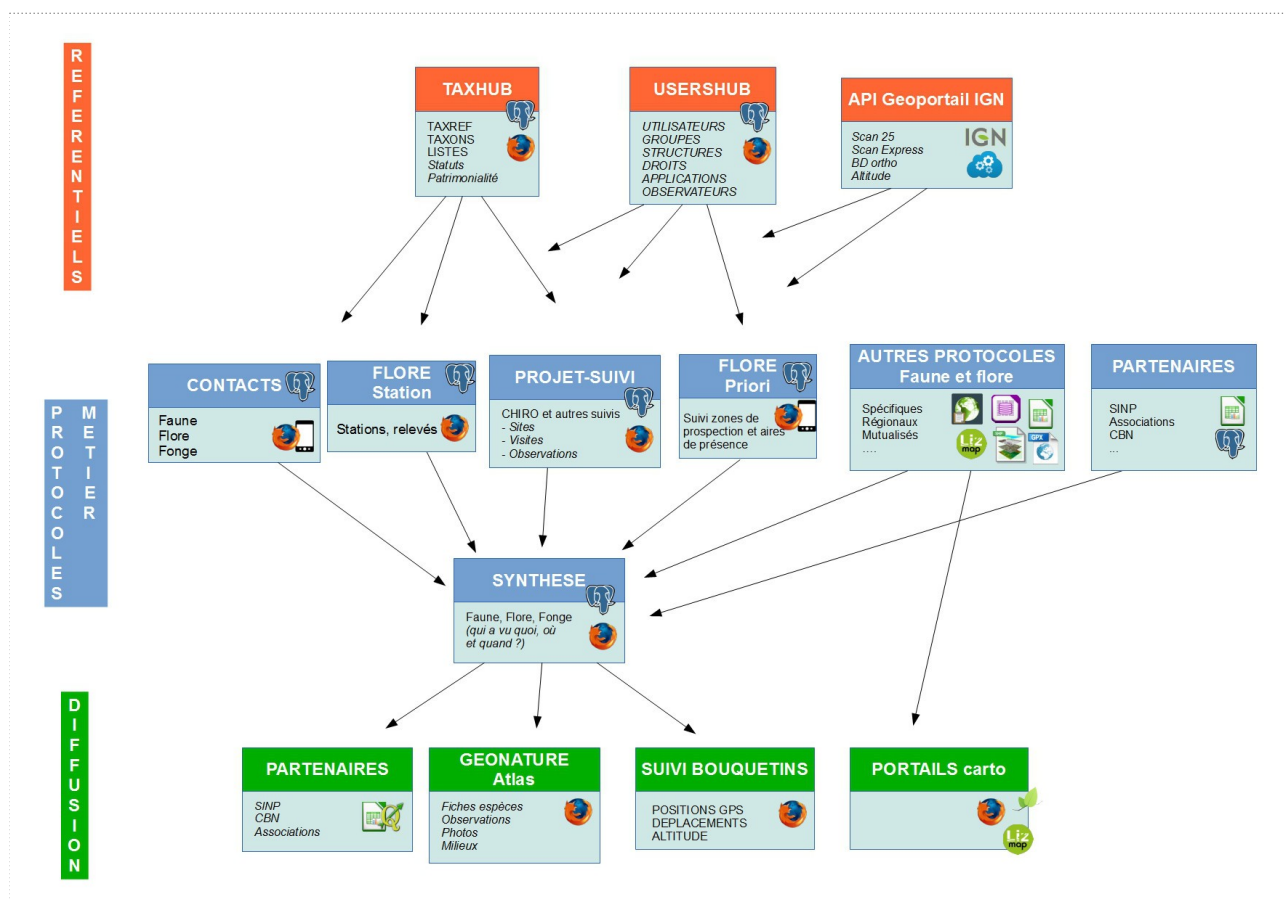 REFERENTIELS
TAXHUB
TAXREF
TAXONS
LISTES
Statuts
Patrimonialité
USERSHUB
UTILISATEURS
GROUPES
STRUCTURES
DROITS
APPLICATIONS
OBSERVATEURS
API Geoportail IGN
Scan 25
Scan Express
BD ortho
Altitude
IGN
PROTOCOLES
METIER
CONTACTS
Faune
Flore
Fonge
FLORE
Station
Stations, relevés
PROJET-SUIVI
CHIRO et autres suivis
- Sites
- Visites
- Observations
FLORE
Priori
Suivi zones de
prospection et aires
de présence
AUTRES PROTOCOLES
Faune et flore
Spécifiques
Régionaux
Mutualisés
....
Liz
map
GPX
PARTENAIRES
SINP
Associations
CBN
...
SYNTHESE
Faune, Flore, Fonge
(qui a vu quoi, où
et quand ?)
DIFFUSION
PARTENAIRES
SINP
CBN
Associations
GEONATURE
Atlas
Fiches espèces
Observations
Photos
Milieux
SUIVI BOUQUETINS
POSITIONS GPS
DEPLACEMENTS
ALTITUDE
PORTAILS carto
Liz
map